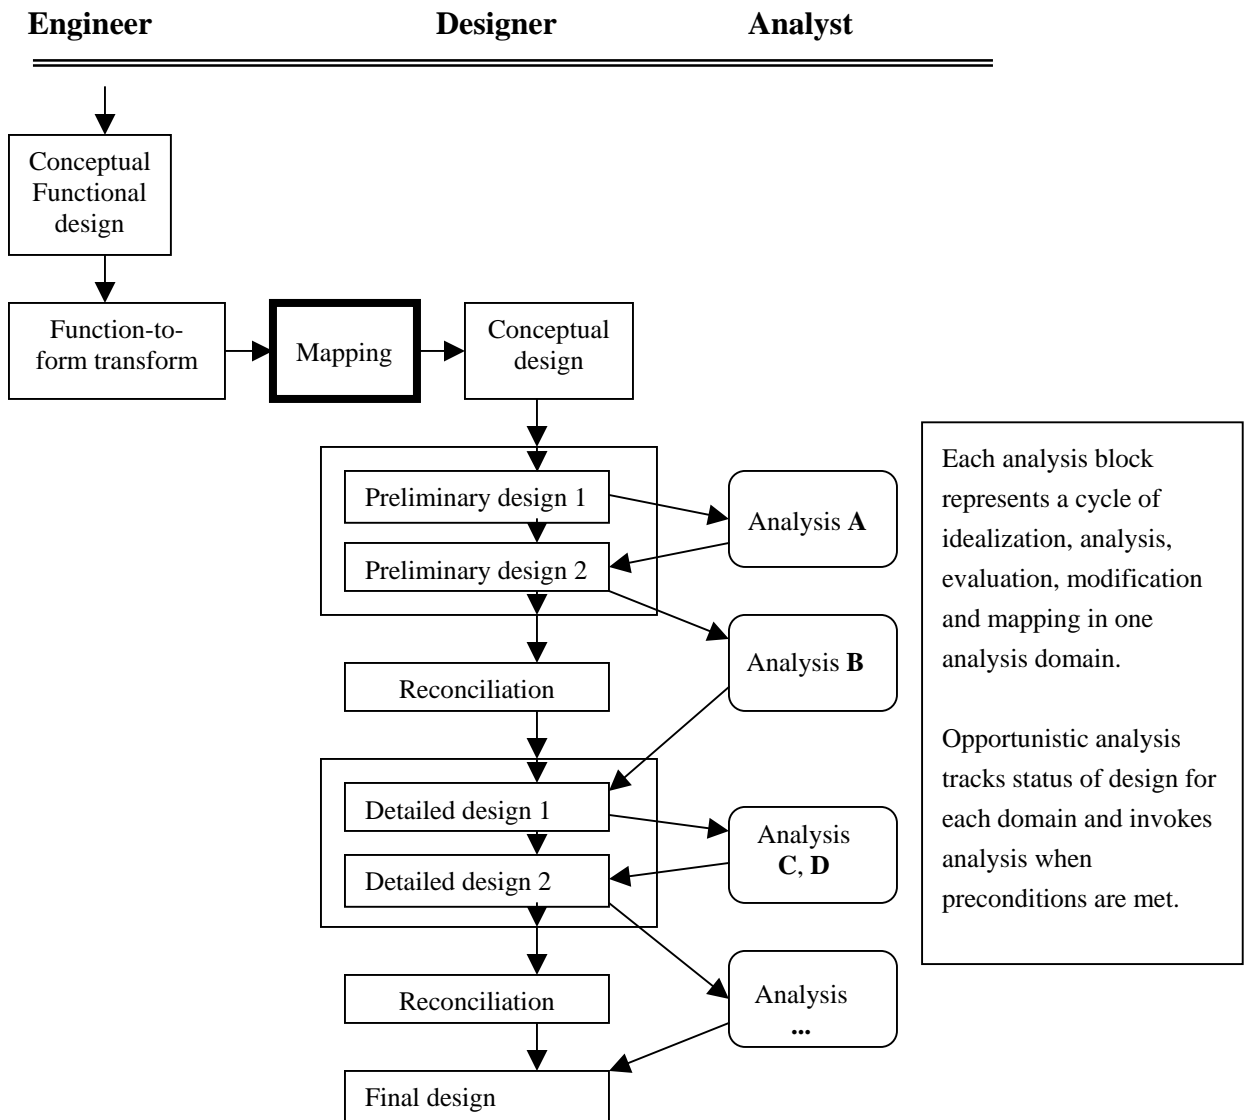 Engineer Designer Analyst
Conceptual
Functional
design
Function-to-
form transform
Mapping
Conceptual
design
Preliminary design 1
Preliminary design 2
Analysis A
Analysis B
Reconciliation
Detailed design 1
Detailed design 2
Analysis
C, D
Reconciliation
Analysis
...
Final design
Each analysis block
represents a cycle of
idealization, analysis,
evaluation, modification
and mapping in one
analysis domain.
Opportunistic analysis
tracks status of design for
each domain and invokes
analysis when
preconditions are met.